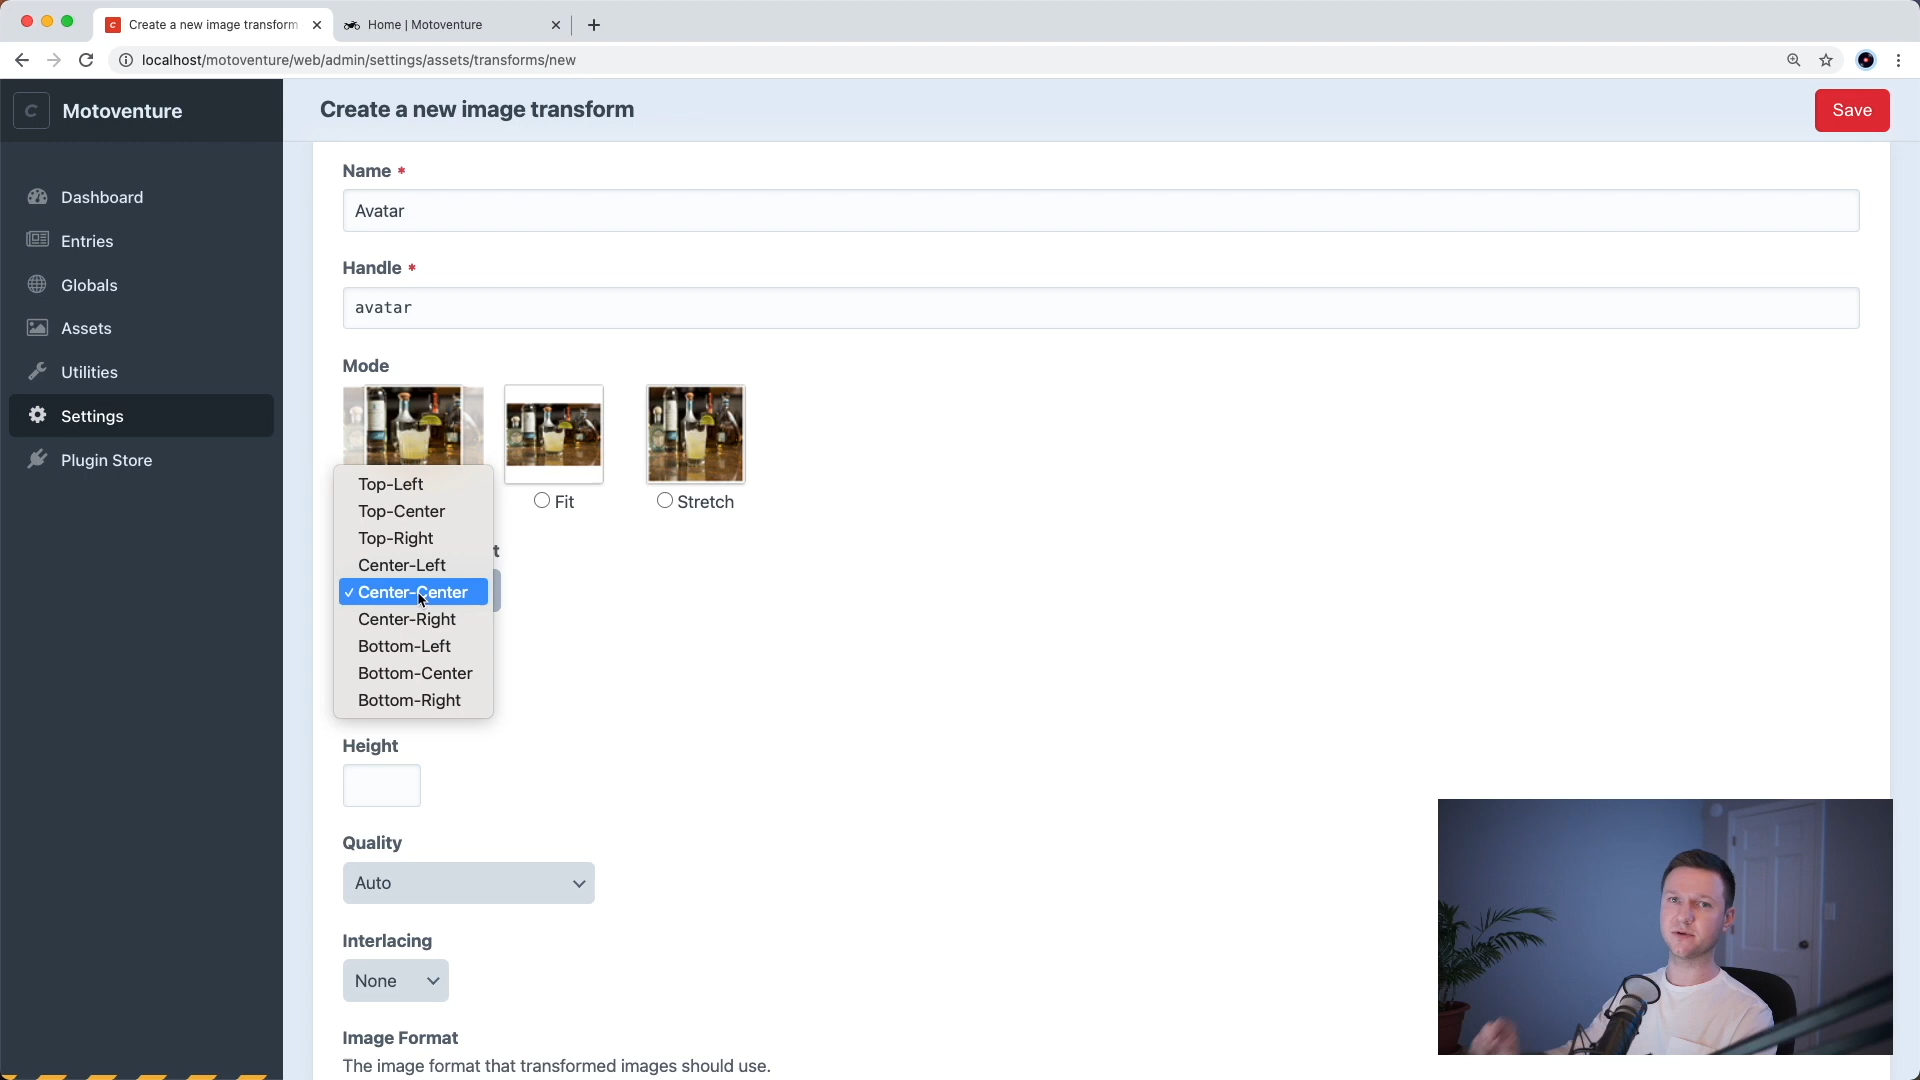 Create a new image transform
Home | Motoventure
localhost/motoventure/web/admin/settings/assets/transforms/new
C
Motoventure
Create a new image transform
Save
Dashboard
Entries
Globals
Assets
Utilities
Settings
Plugin Store
Name *
Avatar
Handle *
avatar
Mode
Fit
Stretch
t
Top-Left
Top-Center
Top-Right
Center-Left
✓ Center-Center
Center-Right
Bottom-Left
Bottom-Center
Bottom-Right
Height
Quality
Auto
Interlacing
None
Image Format
The image format that transformed images should use.